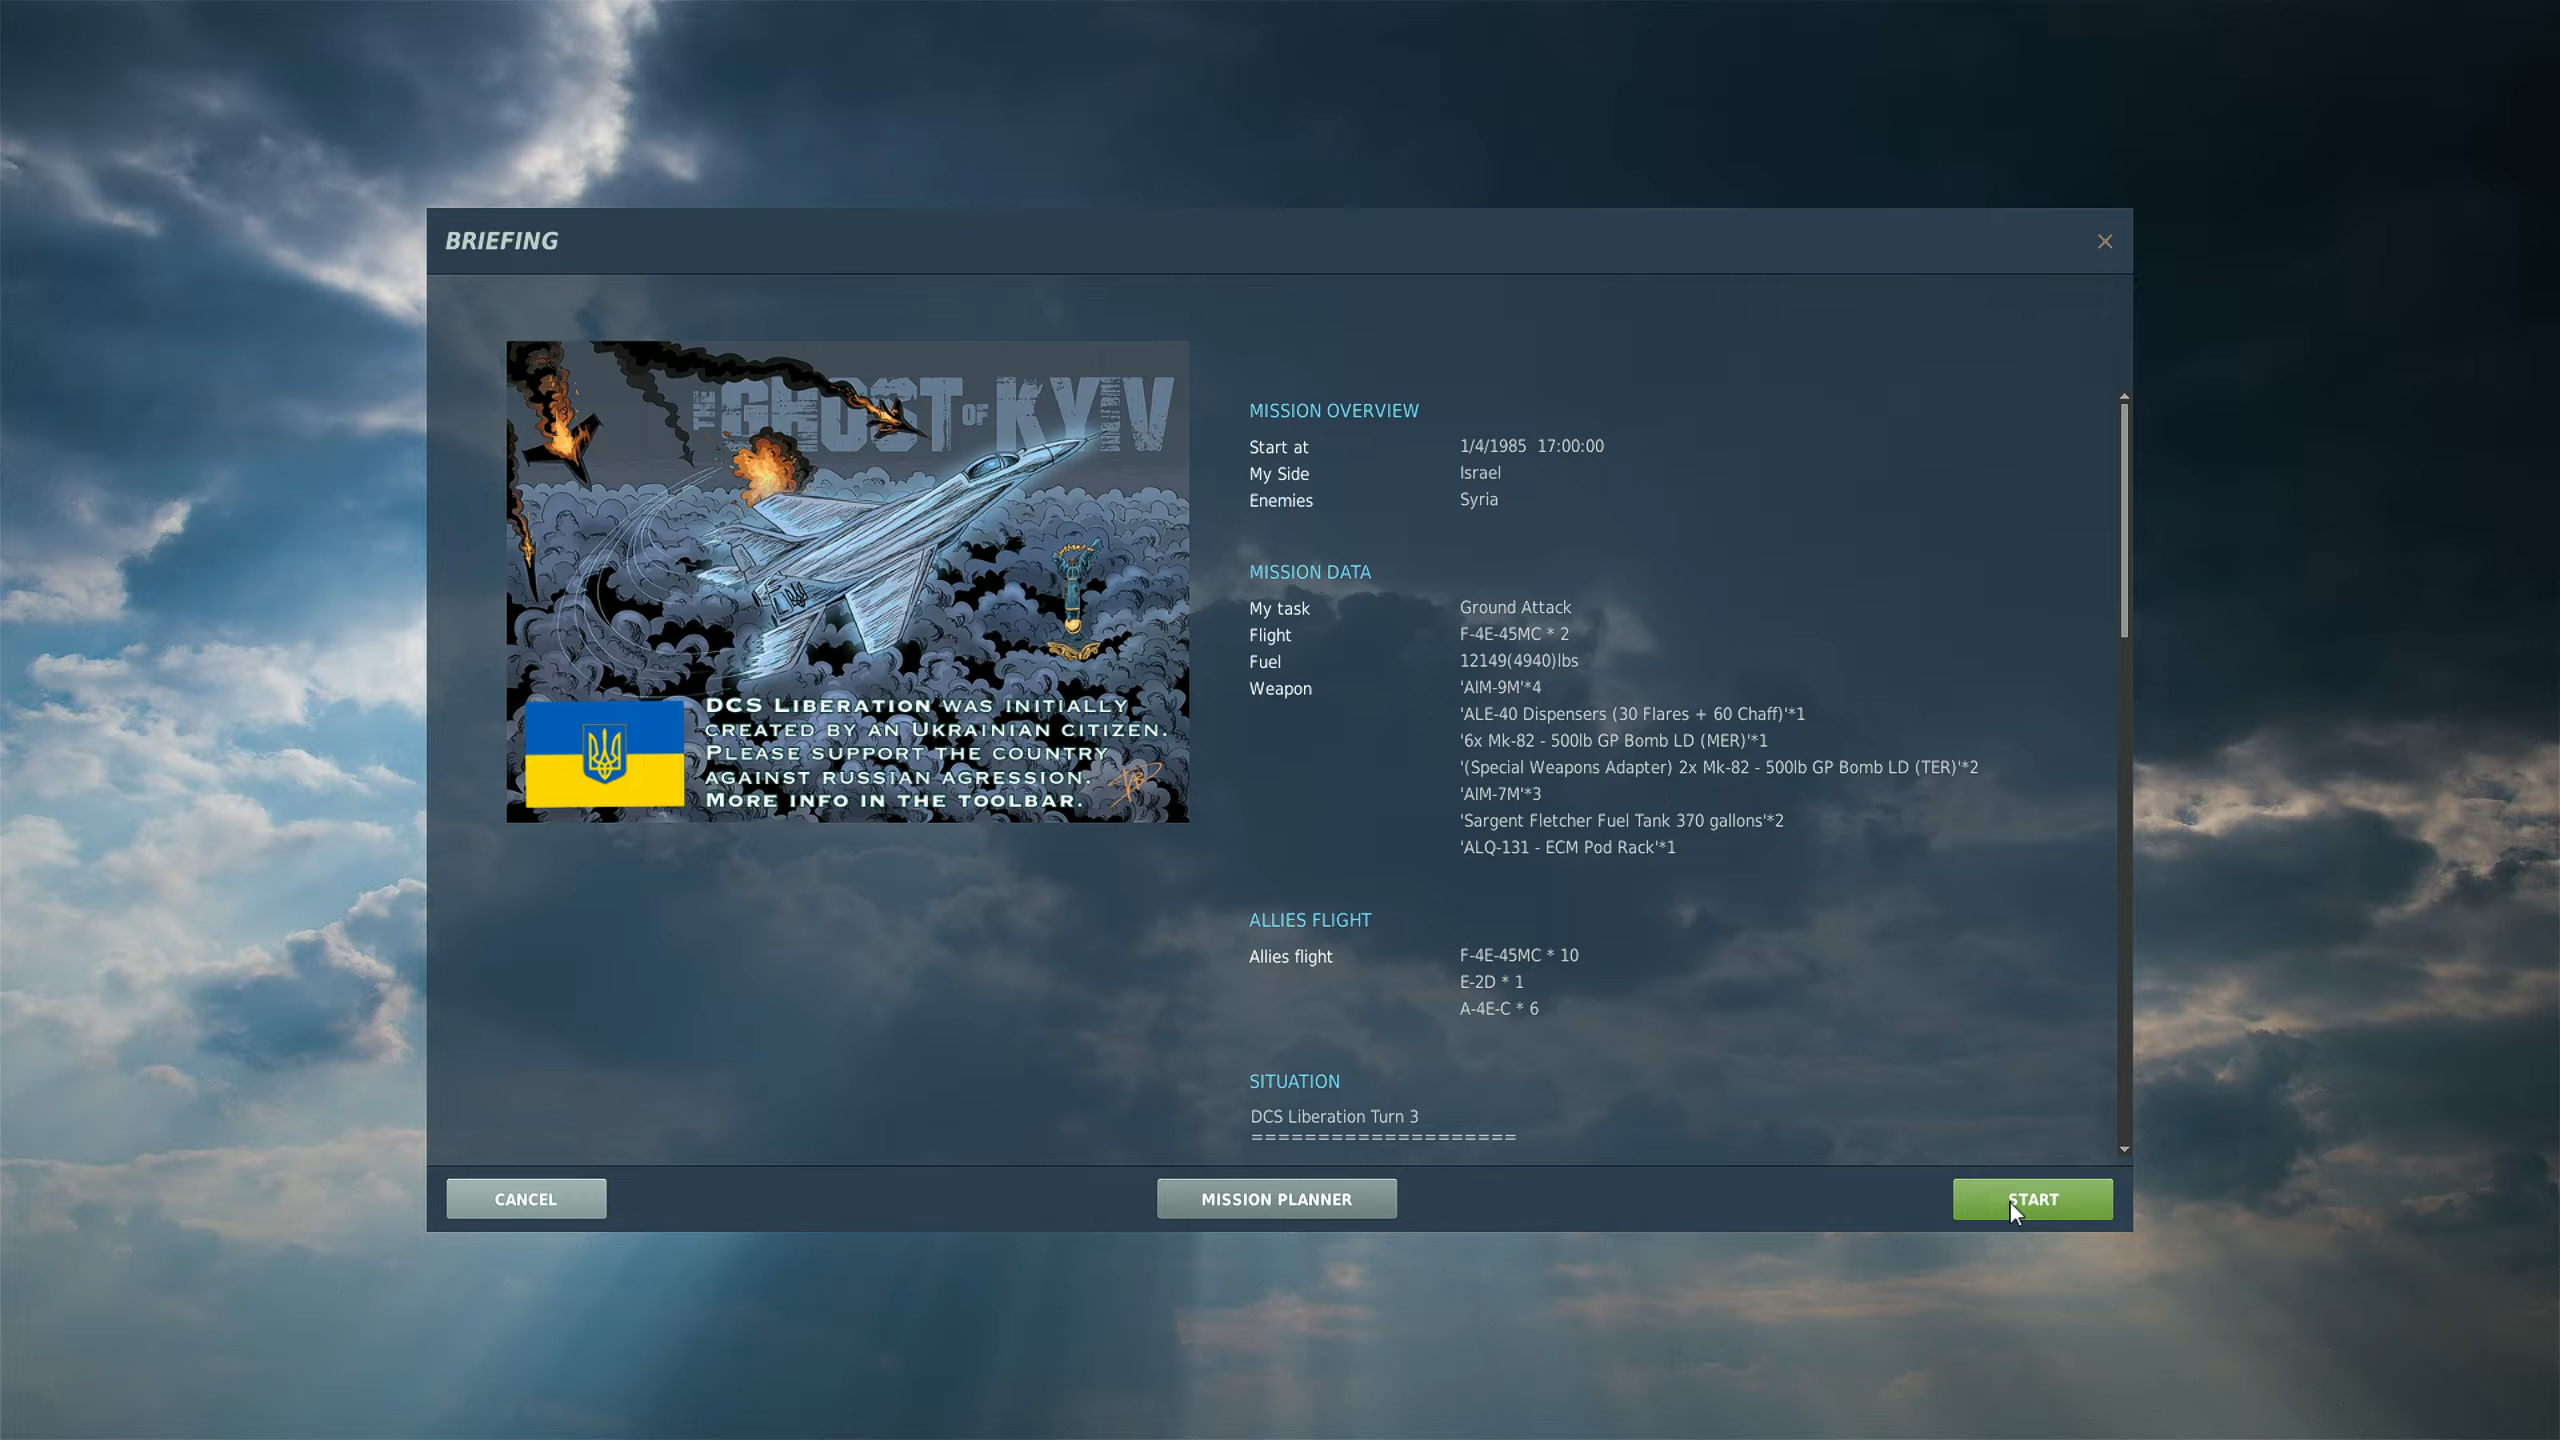 BRIEFING
THE GHOST OF KYIV
DCS LIBERATION WAS INITIALLY
CREATED BY AN UKRAINIAN CITIZEN.
PLEASE SUPPORT THE COUNTRY
AGAINST RUSSIAN AGRESSION.
MORE INFO IN THE TOOLBAR.
MISSION OVERVIEW
Start at 1/4/1985 17:00:00
My Side Israel
Enemies Syria
MISSION DATA
My task Ground Attack
Flight F-4E-45MC * 2
Fuel 12149(4940)lbs
Weapon 'AIM-9M'*4
'ALE-40 Dispensers (30 Flares + 60 Chaff)'*1
'6x Mk-82 - 500lb GP Bomb LD (MER)'*1
'(Special Weapons Adapter) 2x Mk-82 - 500lb GP Bomb LD (TER)'*2
'AIM-7M'*3
'Sargent Fletcher Fuel Tank 370 gallons'*2
'ALQ-131 - ECM Pod Rack'*1
ALLIES FLIGHT
Allies flight F-4E-45MC * 10
E-2D * 1
A-4E-C * 6
SITUATION
DCS Liberation Turn 3
====================
CANCEL
MISSION PLANNER
START